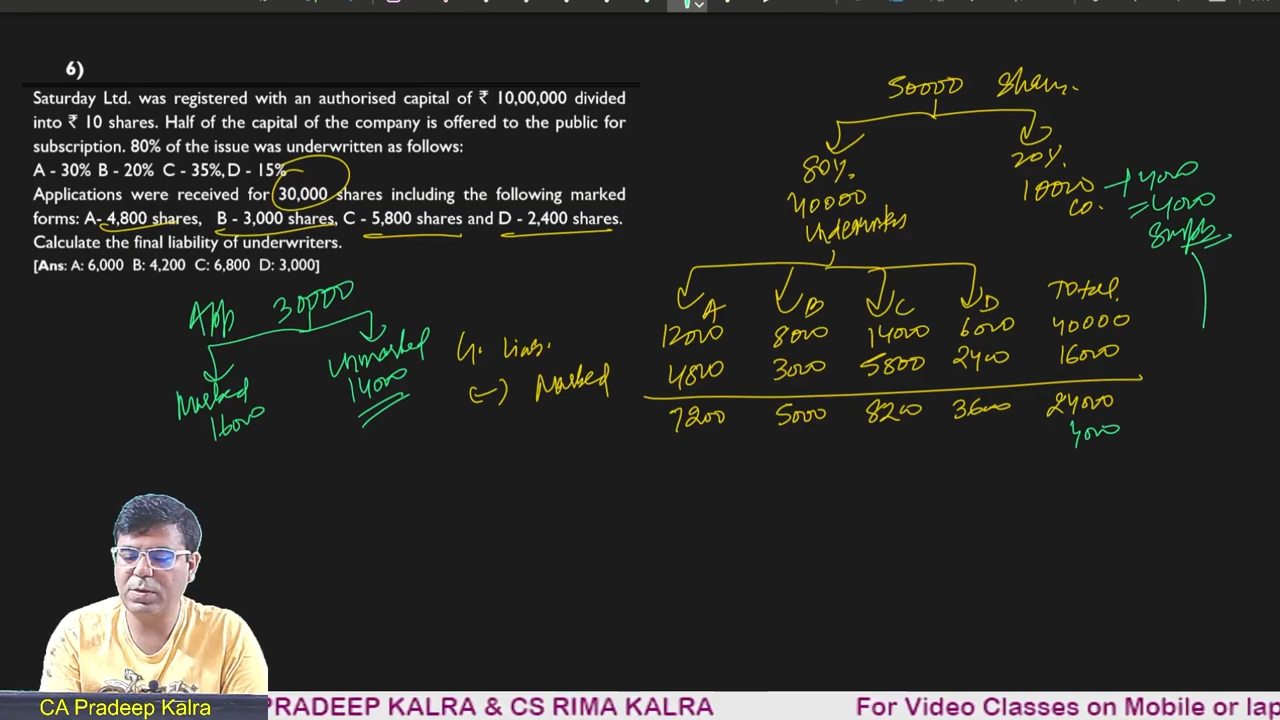 6)
Saturday Ltd. was registered with an authorised capital of ₹ 10,00,000 divided
into ₹ 10 shares. Half of the capital of the company is offered to the public for
subscription. 80% of the issue was underwritten as follows:
A - 30% B - 20% C - 35%, D - 15%
Applications were received for 30,000 shares including the following marked
forms: A- 4,800 shares, B - 3,000 shares, C - 5,800 shares and D - 2,400 shares.
Calculate the final liability of underwriters.
[Ans: A: 6,000 B: 4,200 C: 6,800 D: 3,000]
50000 Shares.
80%. 20%.
40000 10000 14000
Co. = 4000
A B C D Total.
12000 8000 14000 6000 40000
4800 3000 5800 2400 16000
7200 5000 8200 3600 24000
4000
App 30000
Marked Unmarked
16000 14000
G. Liab.
(-) Marked
CA Pradeep Kalra
PRADEEP KALRA & CS RIMA KALRA
For Video Classes on Mobile or lap